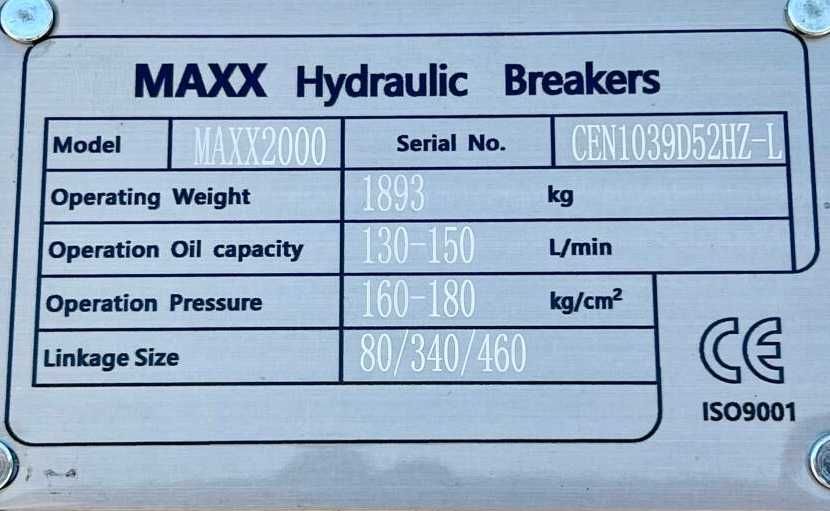 MAXX Hydraulic Breakers
Model MAXX2000 Serial No. CEN1039D52HZ-L
Operating Weight 1893 kg
Operation Oil capacity 130-150 L/min
Operation Pressure 160-180 kg/cm²
Linkage Size 80/340/460
CE
ISO9001